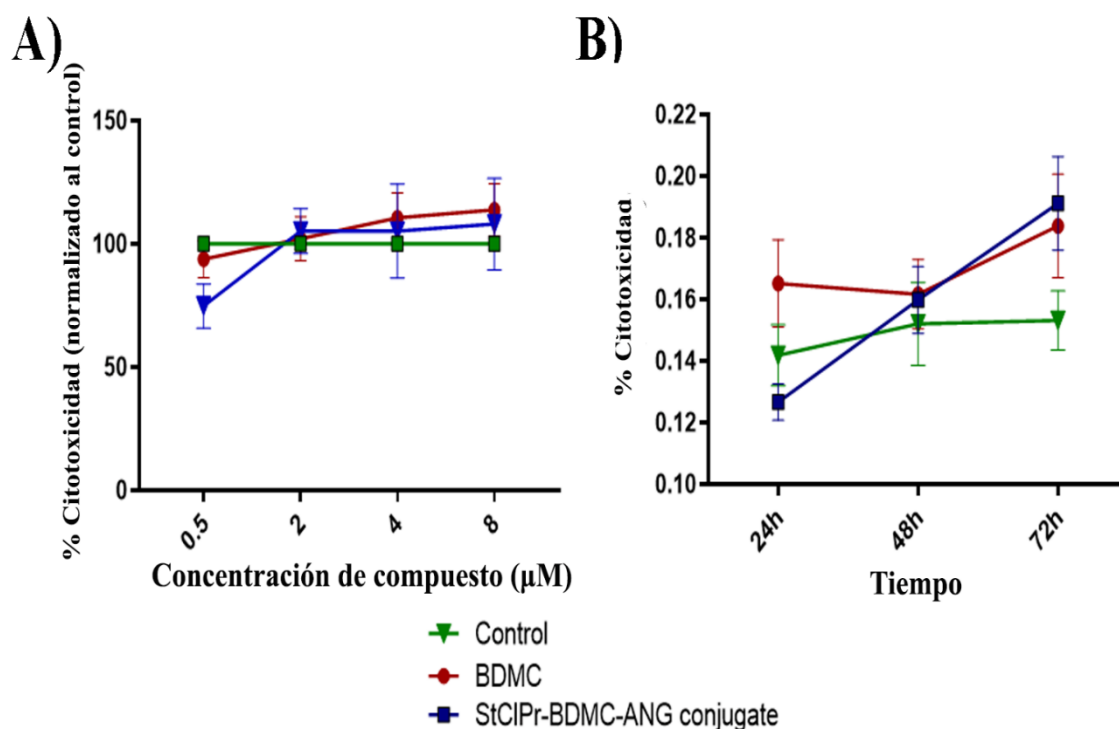 A)
% Citotoxicidad (normalizado al control)
150
100
50
0
0.5
2
4
8
Concentración de compuesto (µM)
B)
% Citotoxicidad
0.22
0.20
0.18
0.16
0.14
0.12
0.10
24h
48h
72h
Tiempo
Control
BDMC
StClPr-BDMC-ANG conjugate